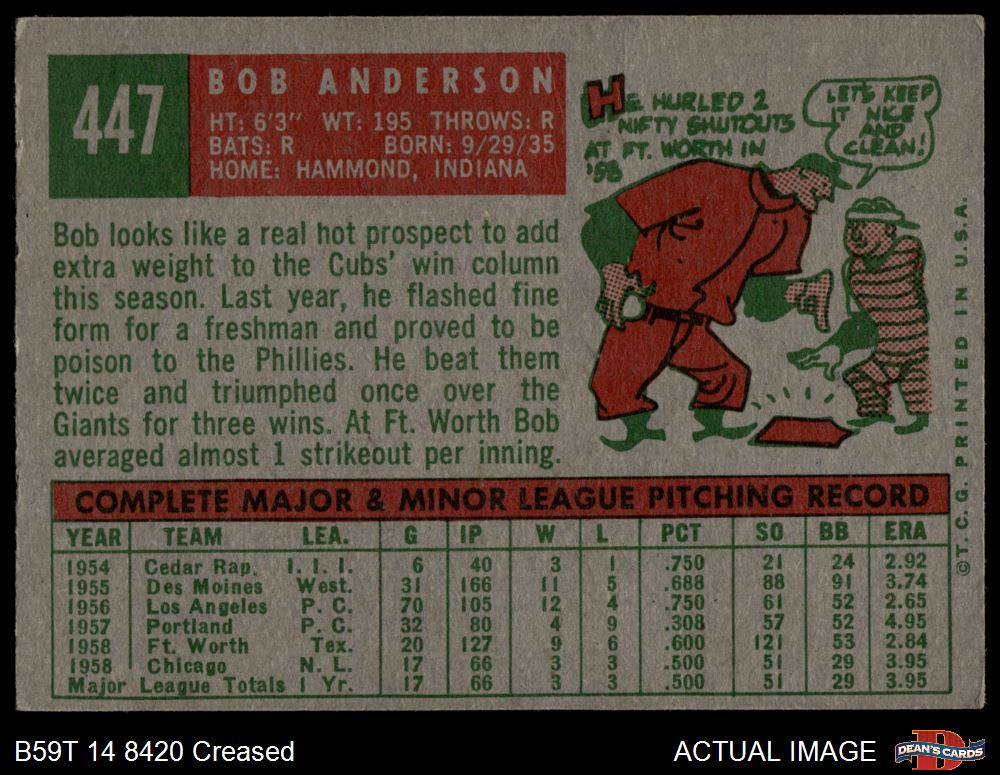 447
BOB ANDERSON
HT: 6'3" WT: 195 THROWS: R
BATS: R BORN: 9/29/35
HOME: HAMMOND, INDIANA
HE HURLED 2
NIFTY SHUTOUTS
AT FT. WORTH IN
'58
LET'S KEEP
IT NICE
AND
CLEAN!
Bob looks like a real hot prospect to add
extra weight to the Cubs' win column
this season. Last year, he flashed fine
form for a freshman and proved to be
poison to the Phillies. He beat them
twice and triumphed once over the
Giants for three wins. At Ft. Worth Bob
averaged almost 1 strikeout per inning.
COMPLETE MAJOR & MINOR LEAGUE PITCHING RECORD
YEAR TEAM LEA. G IP W L PCT SO BB ERA
1954 Cedar Rap. I. I. I. 6 40 3 1 .750 21 24 2.92
1955 Des Moines West. 31 166 11 5 .688 88 91 3.74
1956 Los Angeles P. C. 70 105 12 4 .750 61 52 2.65
1957 Portland P. C. 32 80 4 9 .308 57 52 4.95
1958 Ft. Worth Tex. 20 127 9 6 .600 121 53 2.84
1958 Chicago N. L. 17 66 3 3 .500 51 29 3.95
Major League Totals 1 Yr. 17 66 3 3 .500 51 29 3.95
©T. C. G. PRINTED IN U.S.A.
B59T 14 8420 Creased
ACTUAL IMAGE
DEAN'S CARDS